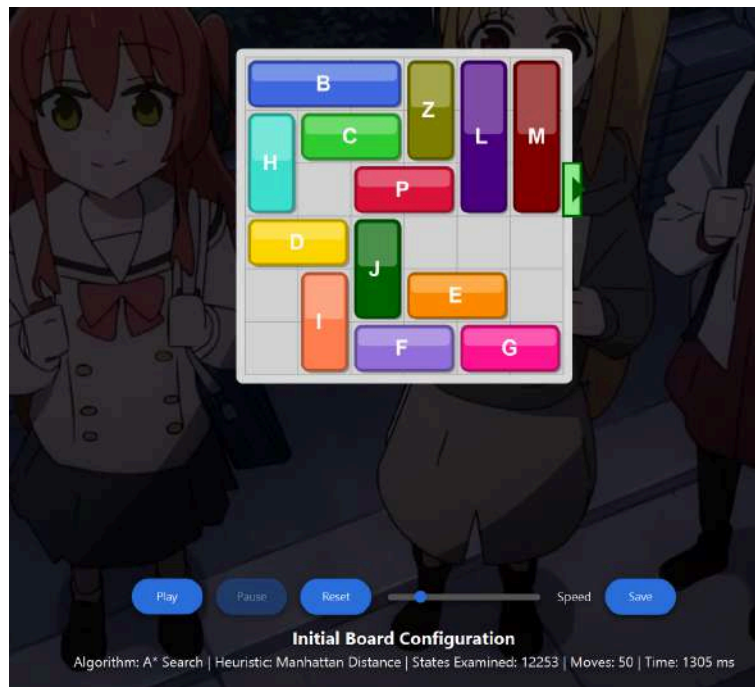 B
Z
L
M
H
C
P
D
J
I
E
F
G
Play
Pause
Reset
Speed
Save
Initial Board Configuration
Algorithm: A* Search | Heuristic: Manhattan Distance | States Examined: 12253 | Moves: 50 | Time: 1305 ms